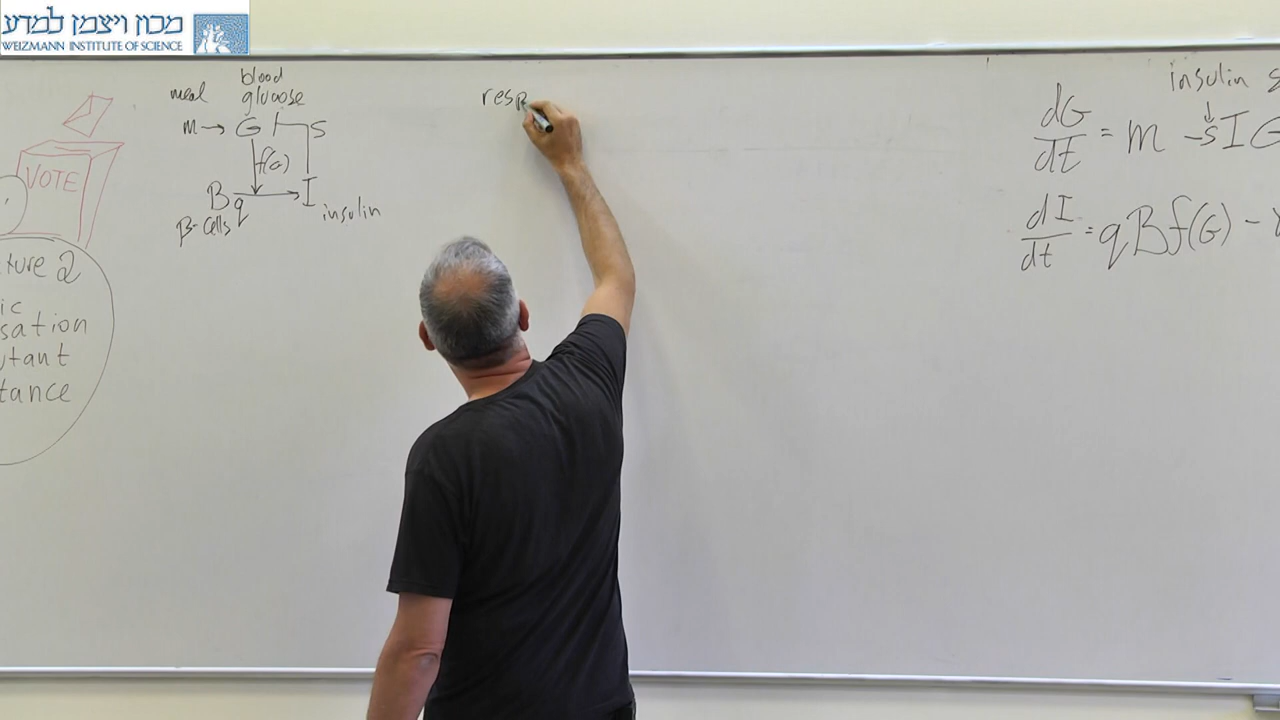 מכון ויצמן למדע
WEIZMANN INSTITUTE OF SCIENCE
VOTE
ture 2
ic
sation
utant
tance
meal
blood
glucose
m → G S
f(G)
B q → I
β-cells
insulin
resp
insulin s
dG/dt = m - s I G
dI/dt = q B f(G) - γ